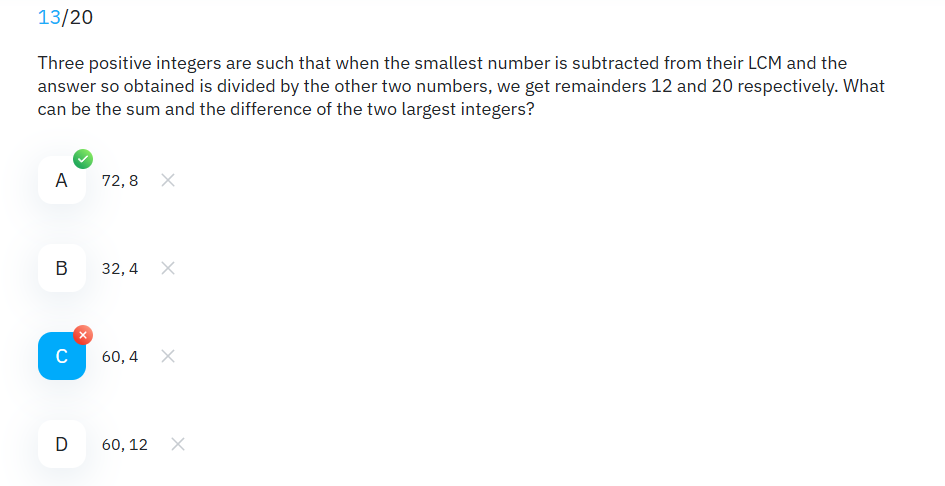 13/20
Three positive integers are such that when the smallest number is subtracted from their LCM and the
answer so obtained is divided by the other two numbers, we get remainders 12 and 20 respectively. What
can be the sum and the difference of the two largest integers?
A 72, 8
B 32, 4
C 60, 4
D 60, 12